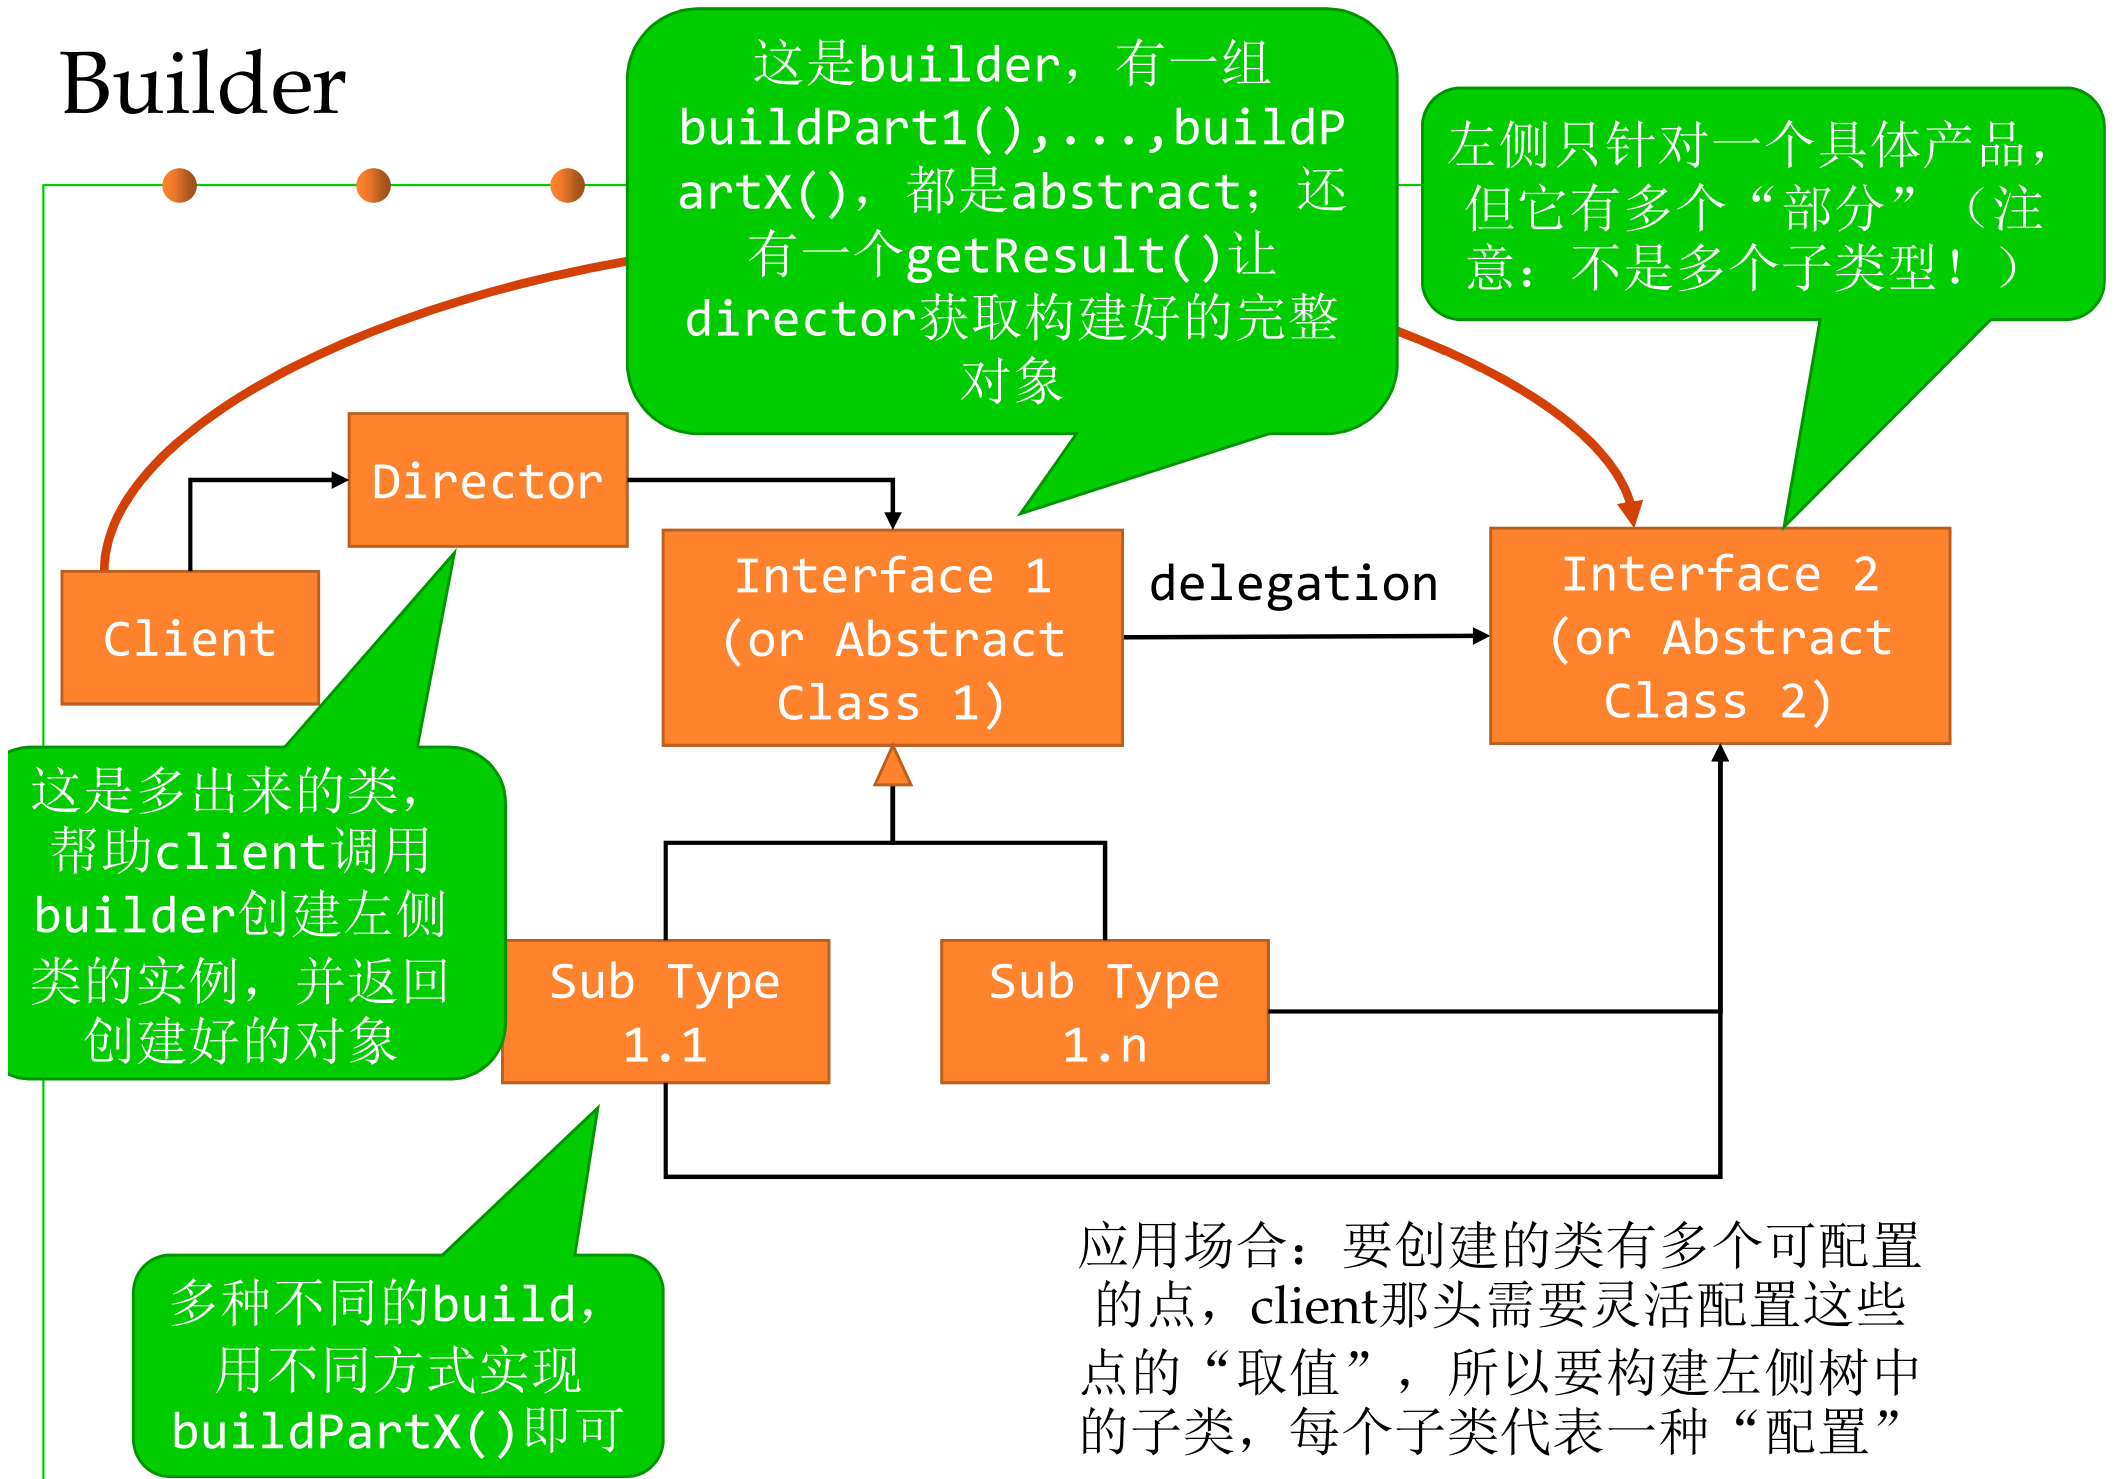 Builder
这是builder，有一组
buildPart1(),...,buildP
artX()，都是abstract；还
有一个getResult()让
director获取构建好的完整
对象
左侧只针对一个具体产品，
但它有多个“部分”（注
意：不是多个子类型！）
Director
Client
Interface 1
(or Abstract
Class 1)
delegation
Interface 2
(or Abstract
Class 2)
这是多出来的类，
帮助client调用
builder创建左侧
类的实例，并返回
创建好的对象
Sub Type
1.1
Sub Type
1.n
多种不同的build，
用不同方式实现
buildPartX()即可
应用场合：要创建的类有多个可配置
的点，client那头需要灵活配置这些
点的“取值”，所以要构建左侧树中
的子类，每个子类代表一种“配置”